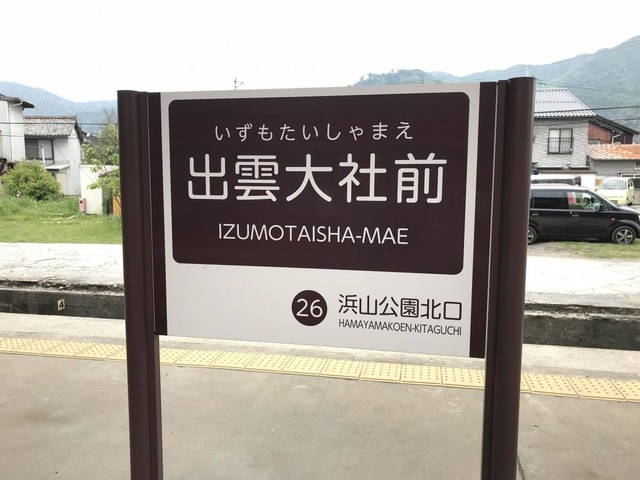 いずもたいしゃまえ
出雲大社前
IZUMOTAISHA-MAE
26 浜山公園北口
HAMAYAMAKOEN-KITAGUCHI
4